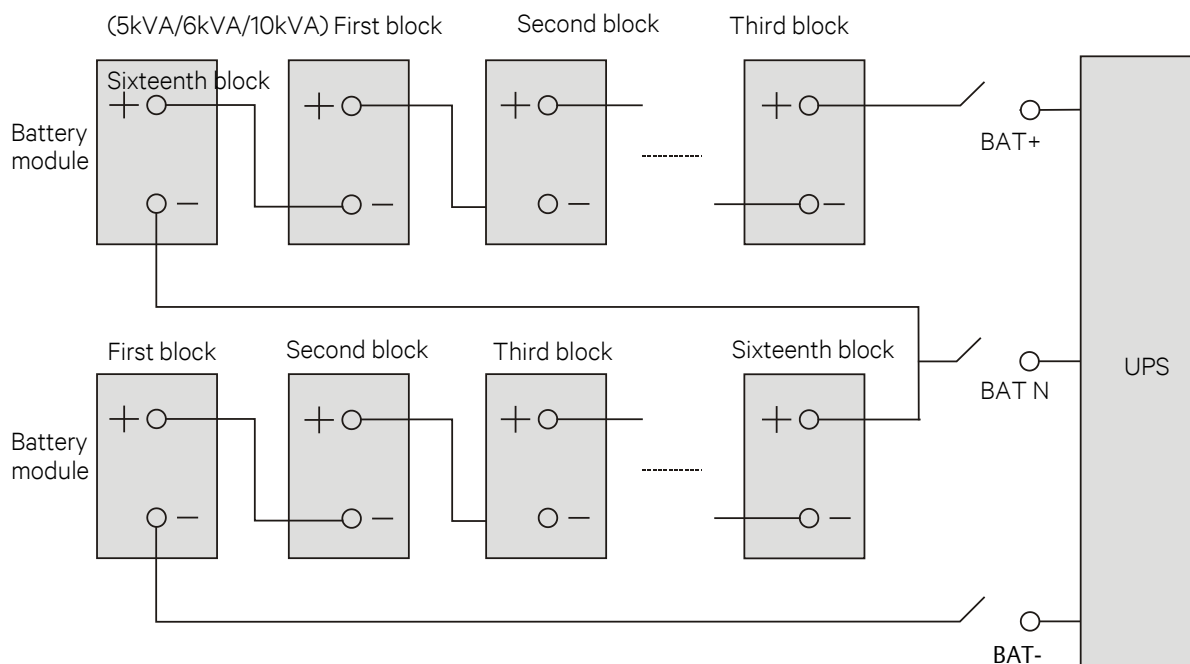 (5kVA/6kVA/10kVA) First block
Second block
Third block
Sixteenth block
+
+
+
+
Battery
module
BAT+
−
−
−
−
First block
Second block
Third block
Sixteenth block
UPS
BAT N
+
+
+
+
Battery
module
−
−
−
−
BAT-